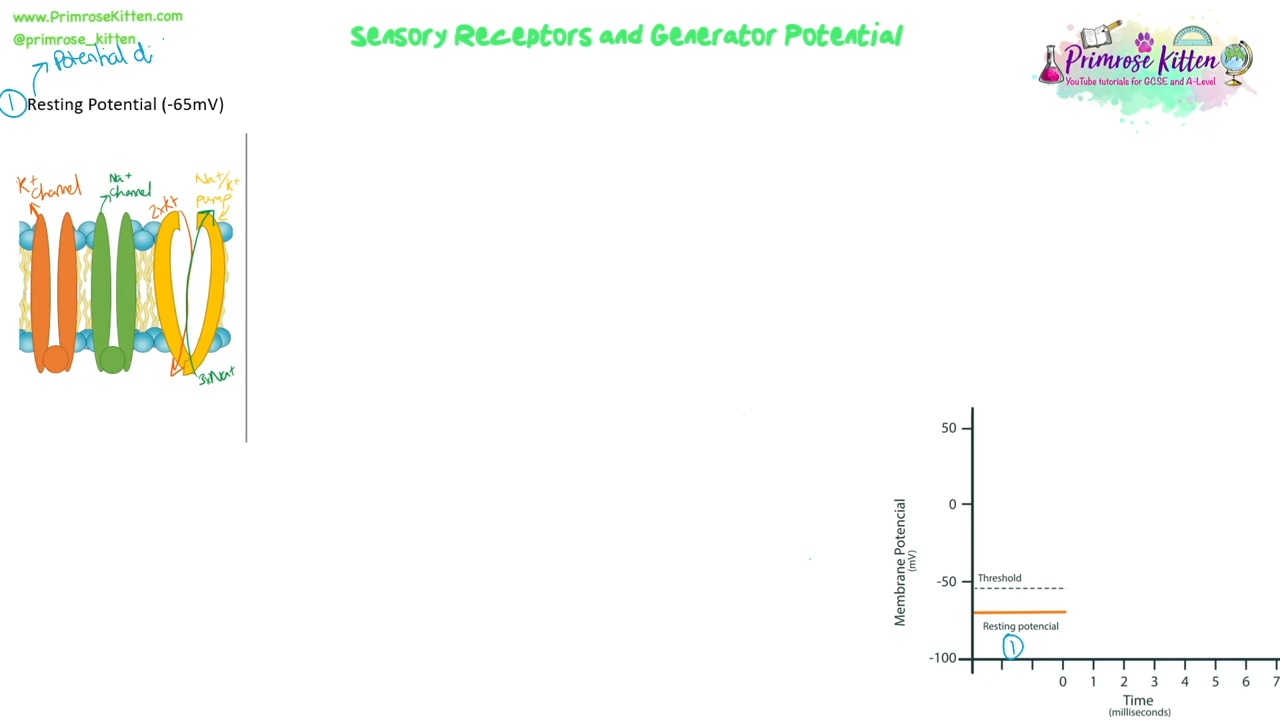 www.PrimroseKitten.com
@primrose_kitten
Sensory Receptors and Generator Potential
Primrose Kitten
YouTube tutorials for GCSE and A-Level
Potential di
1 Resting Potential (-65mV)
K+ channel
Na+ channel
Na+/K+ pump
2xK+
3xNa+
50
0
-50
-100
Membrane Potencial
(mV)
Threshold
Resting potencial
1
0 1 2 3 4 5 6 7
Time
(milliseconds)